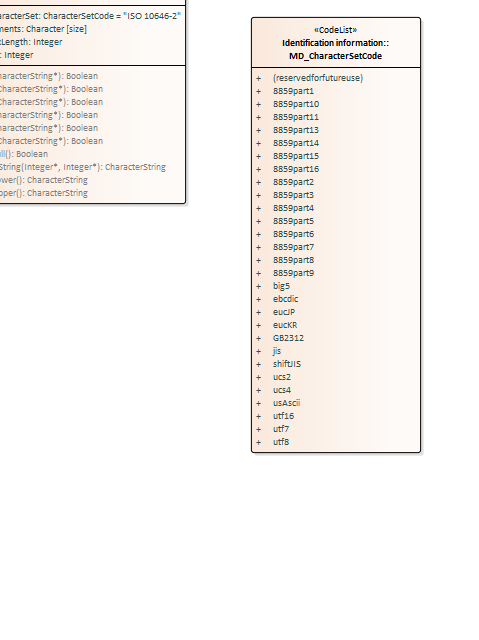 aracterSet: CharacterSetCode = "ISO 10646-2"
ments: Character [size]
Length: Integer
: Integer
haracterString*): Boolean
CharacterString*): Boolean
CharacterString*): Boolean
haracterString*): Boolean
haracterString*): Boolean
CharacterString*): Boolean
ll(): Boolean
String(Integer*, Integer*): CharacterString
ower(): CharacterString
pper(): CharacterString
«CodeList»
Identification information::
MD_CharacterSetCode
+ (reservedforfutureuse)
+ 8859part1
+ 8859part10
+ 8859part11
+ 8859part13
+ 8859part14
+ 8859part15
+ 8859part16
+ 8859part2
+ 8859part3
+ 8859part4
+ 8859part5
+ 8859part6
+ 8859part7
+ 8859part8
+ 8859part9
+ big5
+ ebcdic
+ eucJP
+ eucKR
+ GB2312
+ jis
+ shiftJIS
+ ucs2
+ ucs4
+ usAscii
+ utf16
+ utf7
+ utf8